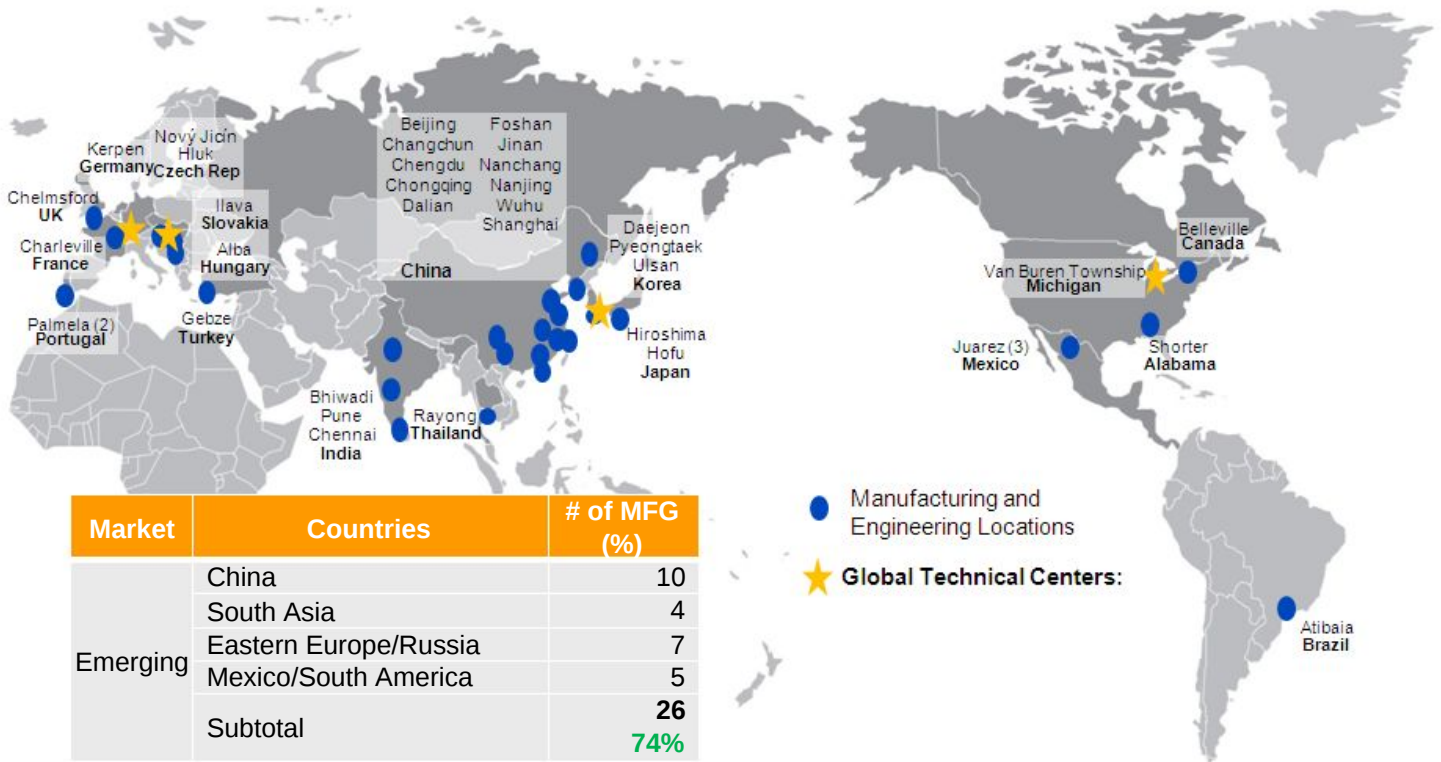 Kerpen
Germany
Nový Jicín
Hluk
Czech Rep
Chelmsford
UK
Ilava
Slovakia
Charleville
France
Alba
Hungary
Palmela (2)
Portugal
Gebze
Turkey
Beijing
Changchun
Chengdu
Chongqing
Dalian
Foshan
Jinan
Nanchang
Nanjing
Wuhu
Shanghai
China
Daejeon
Pyeongtaek
Ulsan
Korea
Hiroshima
Hofu
Japan
Bhiwadi
Pune
Chennai
India
Rayong
Thailand
Belleville
Canada
Van Buren Township
Michigan
Juarez (3)
Mexico
Shorter
Alabama
Atibaia
Brazil
Manufacturing and
Engineering Locations
Global Technical Centers:
Market Countries # of MFG
(%)
Emerging
China 10
South Asia 4
Eastern Europe/Russia 7
Mexico/South America 5
Subtotal 26
74%